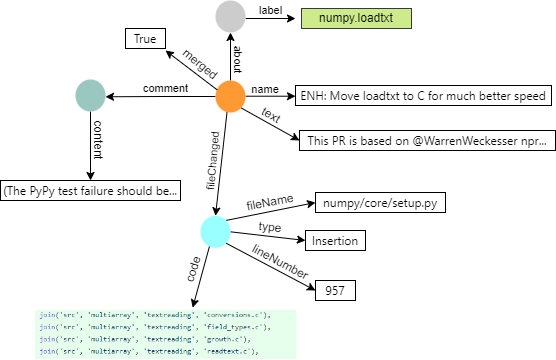 label
numpy.loadtxt
True
merged
about
comment
name
ENH: Move loadtxt to C for much better speed
text
This PR is based on @WarrenWeckesser npr...
content
(The PyPy test failure should be...
fileChanged
fileName
numpy/core/setup.py
type
Insertion
lineNumber
957
code
join('src', 'multiarray', 'textreading', 'conversions.c'),
join('src', 'multiarray', 'textreading', 'field_types.c'),
join('src', 'multiarray', 'textreading', 'growth.c'),
join('src', 'multiarray', 'textreading', 'readtext.c'),